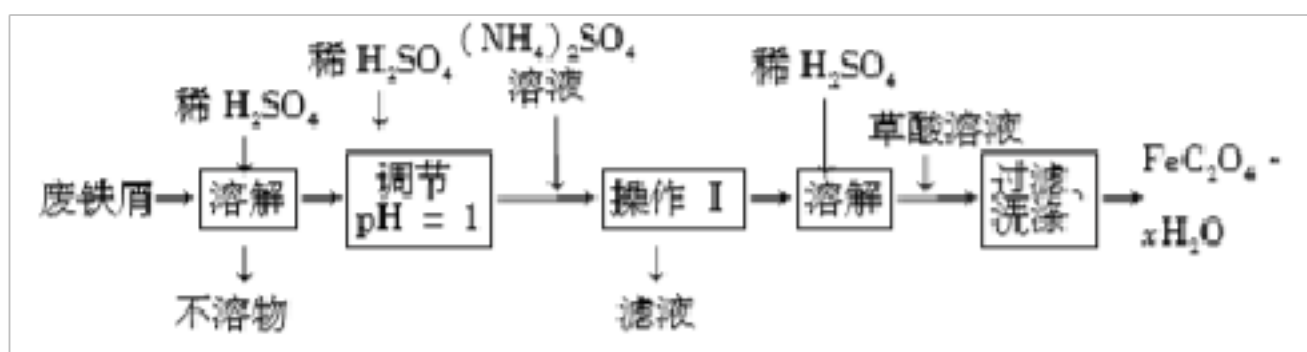 稀 H₂SO₄
稀 H₂SO₄
(NH₄)₂SO₄
溶液
稀 H₂SO₄
草酸溶液
废铁屑
溶解
调节
pH = 1
操作 I
溶解
过滤、
洗涤
FeC₂O₄·
xH₂O
不溶物
滤液